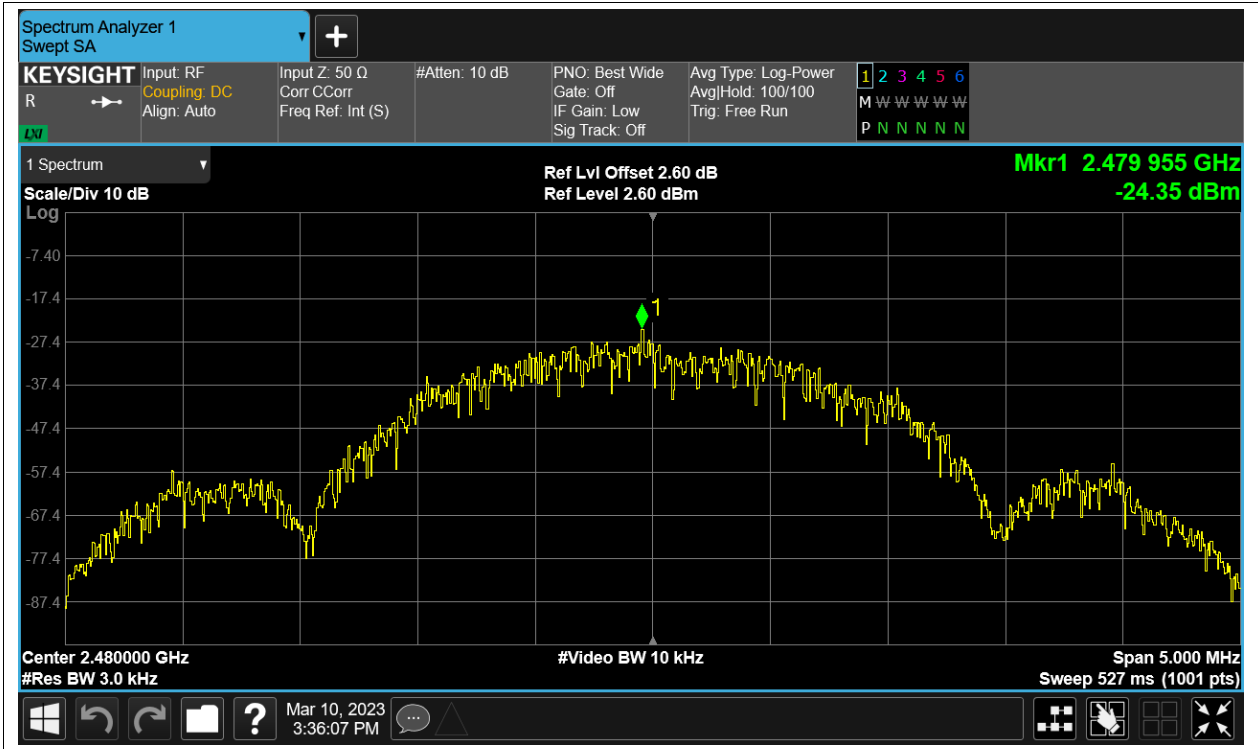 Spectrum Analyzer 1
Swept SA
KEYSIGHT
R
LXI
Input: RF
Coupling: DC
Align: Auto
Input Z: 50 Ω
Corr CCorr
Freq Ref: Int (S)
#Atten: 10 dB
PNO: Best Wide
Gate: Off
IF Gain: Low
Sig Track: Off
Avg Type: Log-Power
Avg|Hold: 100/100
Trig: Free Run
1 2 3 4 5 6
M W W W W W
P N N N N N
1 Spectrum
Scale/Div 10 dB
Log
Ref Lvl Offset 2.60 dB
Ref Level 2.60 dBm
Mkr1 2.479 955 GHz
-24.35 dBm
-7.40
-17.4
1
-27.4
-37.4
-47.4
-57.4
-67.4
-77.4
-87.4
Center 2.480000 GHz
#Res BW 3.0 kHz
#Video BW 10 kHz
Span 5.000 MHz
Sweep 527 ms (1001 pts)
?
Mar 10, 2023
3:36:07 PM